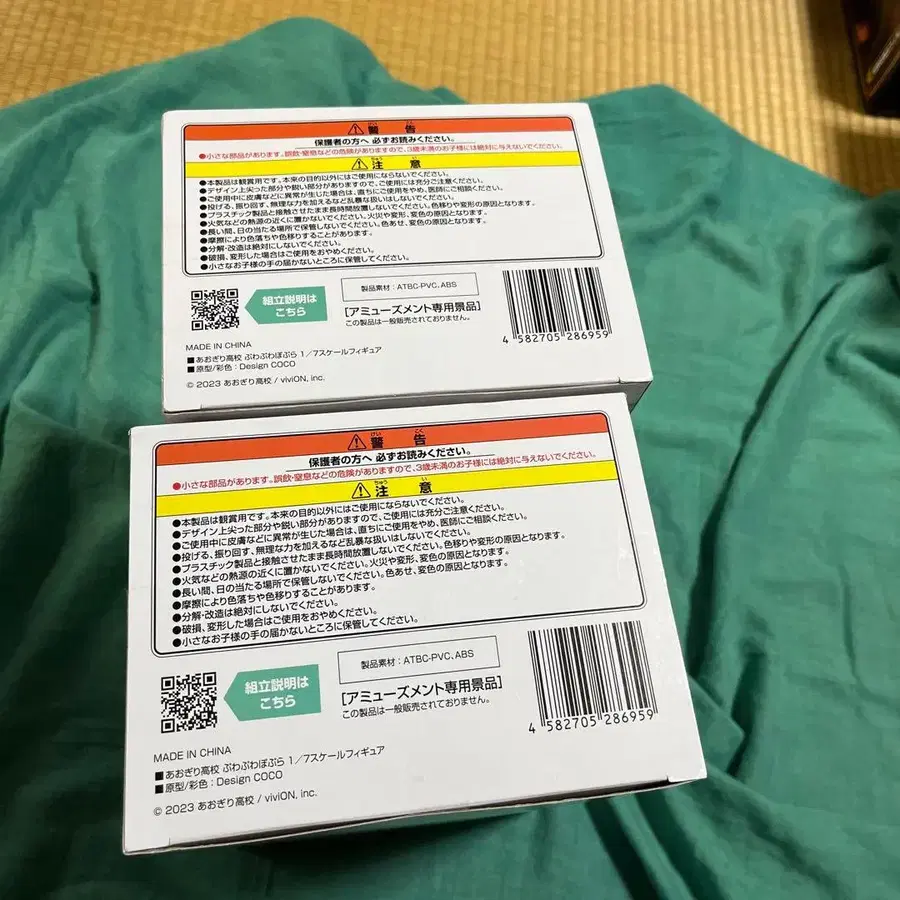 けい こく
警 告
保護者の方へ 必ずお読みください。
●小さな部品があります。誤飲・窒息などの危険がありますので、3歳未満のお子様には絶対に与えないでください。
ちゅう い
注 意
●本製品は観賞用です。本来の目的以外にはご使用にならないでください。
●デザイン上尖った部分や鋭い部分がありますので、ご使用には充分ご注意ください。
●ご使用中に皮膚などに異常が生じた場合は、直ちにご使用をやめ、医師にご相談ください。
●投げる、振り回す、無理な力を加えるなど乱暴な扱いはしないでください。
●プラスチック製品と接触させたまま長時間放置しないでください。色移りや変形の原因となります。
●火気などの熱源の近くに置かないでください。火災や変形、変色の原因となります。
●長い間、日の当たる場所で保管しないでください。色あせ、変色の原因となります。
●摩擦により色落ちや色移りすることがあります。
●分解・改造は絶対にしないでください。
●破損、変形した場合はご使用をおやめください。
●小さなお子様の手の届かないところに保管してください。
組立説明は
こちら
製品素材：ATBC-PVC、ABS
[アミューズメント専用景品]
この製品は一般販売されておりません。
4 582705 286959
MADE IN CHINA
■あおぎり高校 ぷわぷわぽぷら 1/7スケールフィギュア
■原型/彩色：Design COCO
© 2023 あおぎり高校 / viviON, inc.
けい こく
警 告
保護者の方へ 必ずお読みください。
●小さな部品があります。誤飲・窒息などの危険がありますので、3歳未満のお子様には絶対に与えないでください。
ちゅう い
注 意
●本製品は観賞用です。本来の目的以外にはご使用にならないでください。
●デザイン上尖った部分や鋭い部分がありますので、ご使用には充分ご注意ください。
●ご使用中に皮膚などに異常が生じた場合は、直ちにご使用をやめ、医師にご相談ください。
●投げる、振り回す、無理な力を加えるなど乱暴な扱いはしないでください。
●プラスチック製品と接触させたまま長時間放置しないでください。色移りや変形の原因となります。
●火気などの熱源の近くに置かないでください。火災や変形、変色の原因となります。
●長い間、日の当たる場所で保管しないでください。色あせ、変色の原因となります。
●摩擦により色落ちや色移りすることがあります。
●分解・改造は絶対にしないでください。
●破損、変形した場合はご使用をおやめください。
●小さなお子様の手の届かないところに保管してください。
組立説明は
こちら
製品素材：ATBC-PVC、ABS
[アミューズメント専用景品]
この製品は一般販売されておりません。
4 582705 286959
MADE IN CHINA
■あおぎり高校 ぷわぷわぽぷら 1/7スケールフィギュア
■原型/彩色：Design COCO
© 2023 あおぎり高校 / viviON, inc.